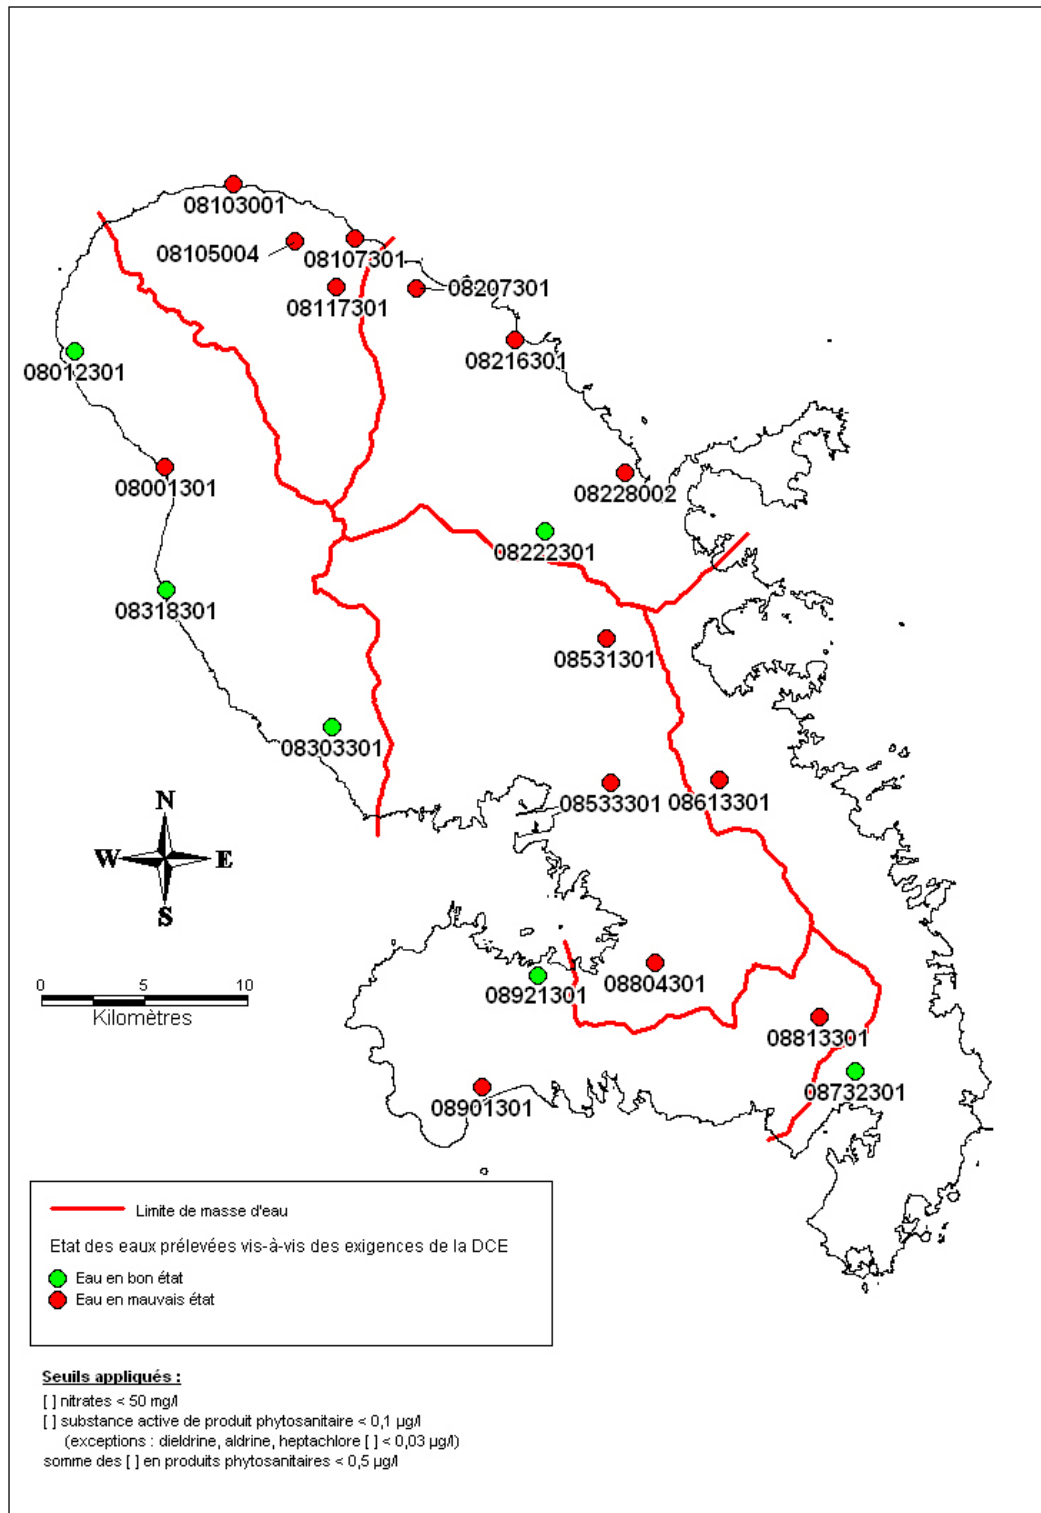 08103001
08105004
08107301
08117301
08207301
08216301
08012301
08001301
08228002
08222301
08318301
08531301
08303301
08533301
08613301
N
W E
S
0 5 10
Kilomètres
08921301
08804301
08813301
08732301
08901301
Limite de masse d'eau
Etat des eaux prélevées vis-à-vis des exigences de la DCE
Eau en bon état
Eau en mauvais état
Seuils appliqués :
[ ] nitrates < 50 mg/l
[ ] substance active de produit phytosanitaire < 0,1 µg/l
(exceptions : dieldrine, aldrine, heptachlore [ ] < 0,03 µg/l)
somme des [ ] en produits phytosanitaires < 0,5 µg/l